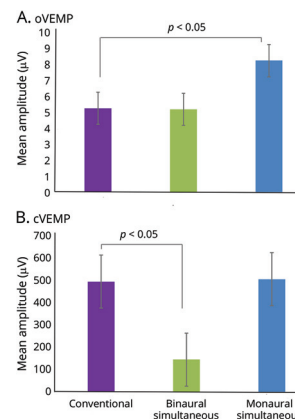 A. oVEMP
p < 0.05
Mean amplitude (µV)
10
9
8
7
6
5
4
3
2
1
0
B. cVEMP
p < 0.05
Mean amplitude (µV)
700
600
500
400
300
200
100
0
Conventional
Binaural
simultaneous
Monaural
simultaneous